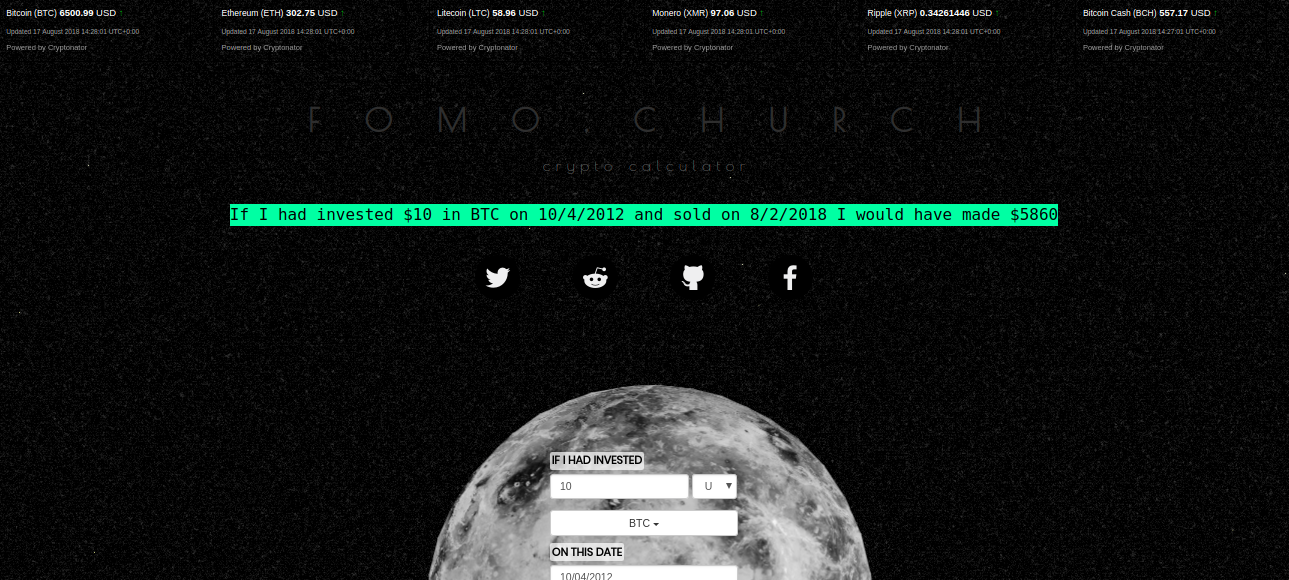 Bitcoin (BTC) 6500.99 USD ↑
Updated 17 August 2018 14:28:01 UTC+0:00
Powered by Cryptonator
Ethereum (ETH) 302.75 USD ↑
Updated 17 August 2018 14:28:01 UTC+0:00
Powered by Cryptonator
Litecoin (LTC) 58.96 USD ↑
Updated 17 August 2018 14:28:01 UTC+0:00
Powered by Cryptonator
Monero (XMR) 97.06 USD ↑
Updated 17 August 2018 14:28:01 UTC+0:00
Powered by Cryptonator
Ripple (XRP) 0.34261446 USD ↑
Updated 17 August 2018 14:28:01 UTC+0:00
Powered by Cryptonator
Bitcoin Cash (BCH) 557.17 USD ↑
Updated 17 August 2018 14:27:01 UTC+0:00
Powered by Cryptonator
FOMO.CHURCH
crypto calculator
If I had invested $10 in BTC on 10/4/2012 and sold on 8/2/2018 I would have made $5860
IF I HAD INVESTED
10 U
BTC
ON THIS DATE
10/04/2012